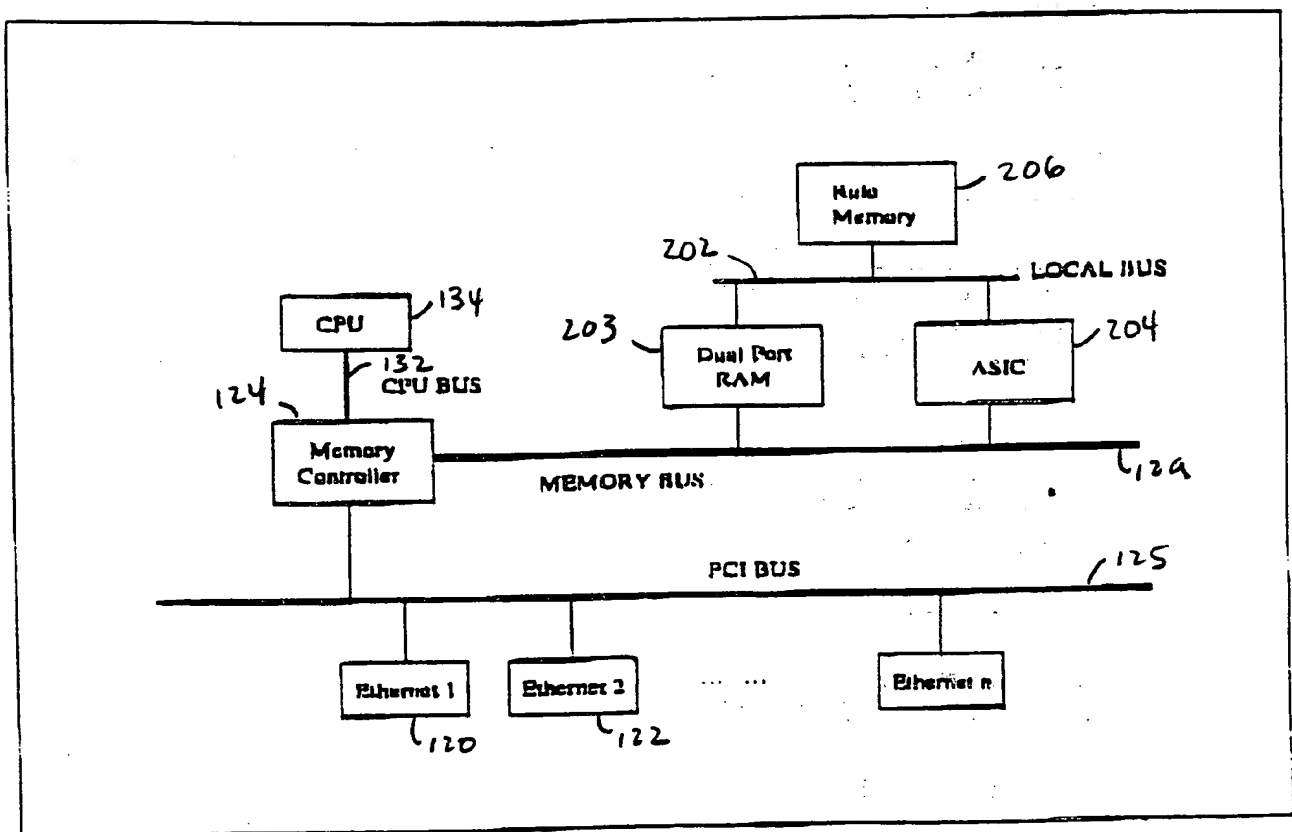 206
Rule
Memory
202
LOCAL BUS
134
CPU
203
204
Dual Port
RAM
ASIC
132
CPU BUS
124
Memory
Controller
MEMORY BUS
129
PCI BUS
125
Ethernet 1
Ethernet 2
... ...
Ethernet n
120
122